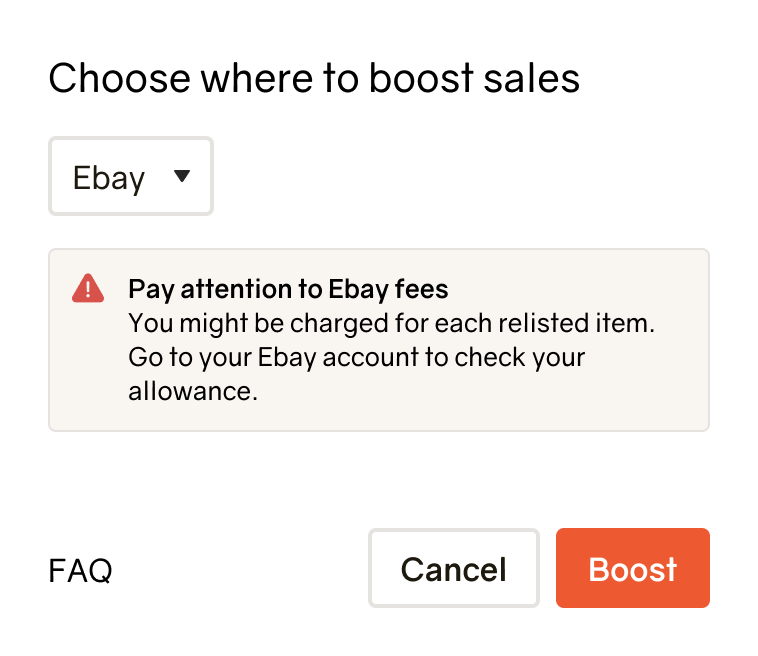 Choose where to boost sales
Ebay
Pay attention to Ebay fees
You might be charged for each relisted item.
Go to your Ebay account to check your
allowance.
FAQ
Cancel
Boost